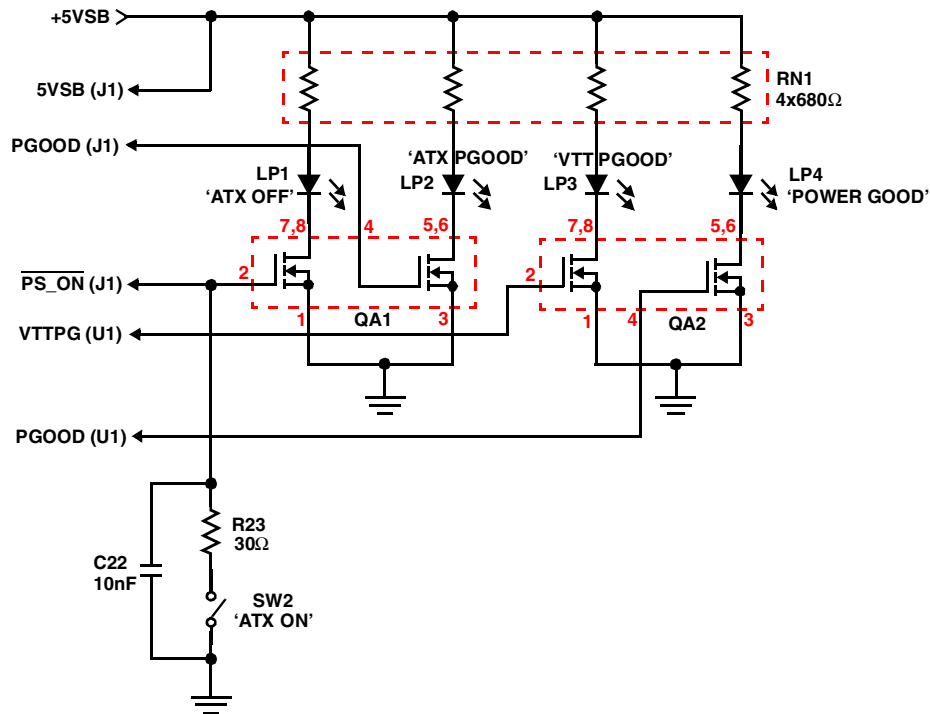 +5VSB
5VSB (J1)
RN1
4x680Ω
PGOOD (J1)
‘ATX PGOOD’
‘VTT PGOOD’
LP1
‘ATX OFF’
LP2
LP3
LP4
‘POWER GOOD’
7,8
4
5,6
7,8
5,6
PS_ON (J1)
2
2
1
QA1
3
1
4
QA2
3
VTTPG (U1)
PGOOD (U1)
R23
30Ω
C22
10nF
SW2
‘ATX ON’